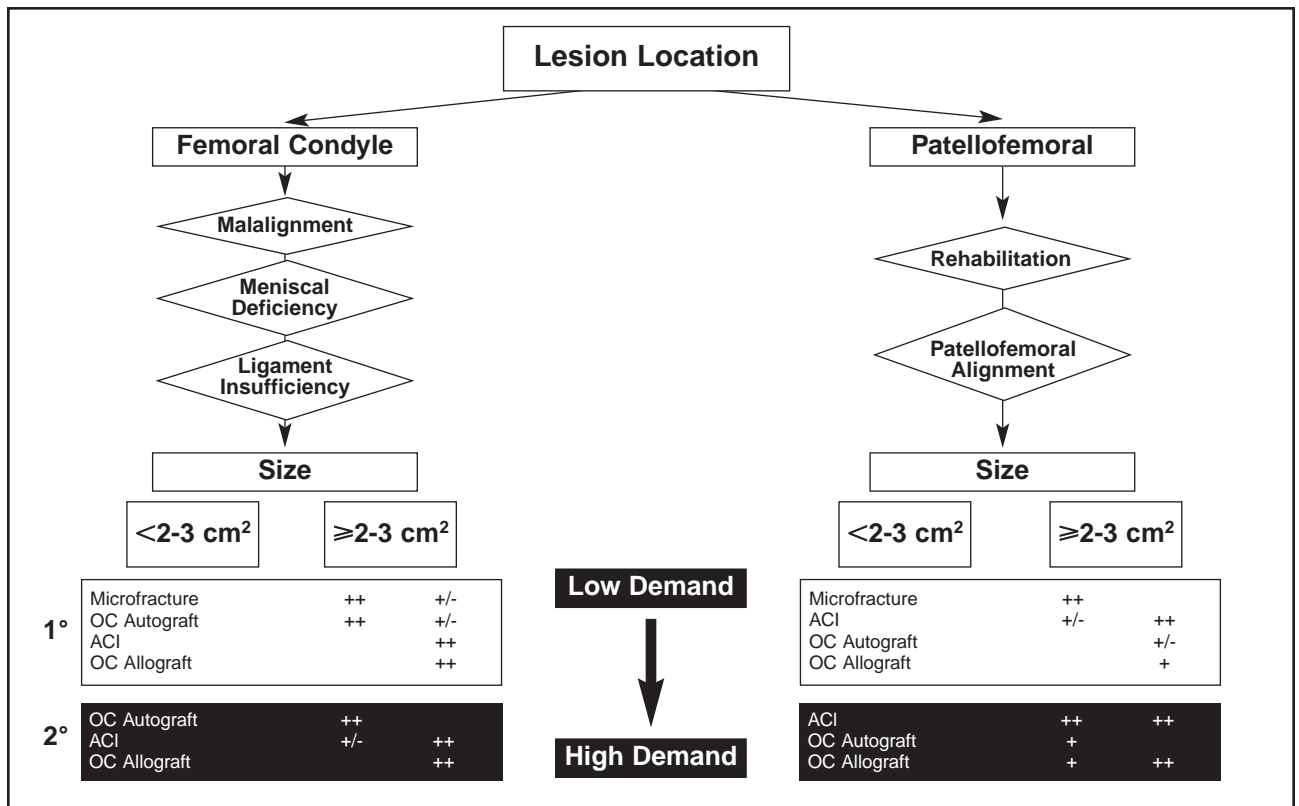 Lesion Location
Femoral Condyle
Malalignment
Meniscal
Deficiency
Ligament
Insufficiency
Size
<2-3 cm²
≥2-3 cm²
1°
Microfracture ++ +/-
OC Autograft ++ +/-
ACI ++
OC Allograft ++
2°
OC Autograft ++
ACI +/- ++
OC Allograft ++
Low Demand
High Demand
Patellofemoral
Rehabilitation
Patellofemoral
Alignment
Size
<2-3 cm²
≥2-3 cm²
Microfracture ++
ACI +/- ++
OC Autograft +/-
OC Allograft +
ACI ++ ++
OC Autograft +
OC Allograft + ++